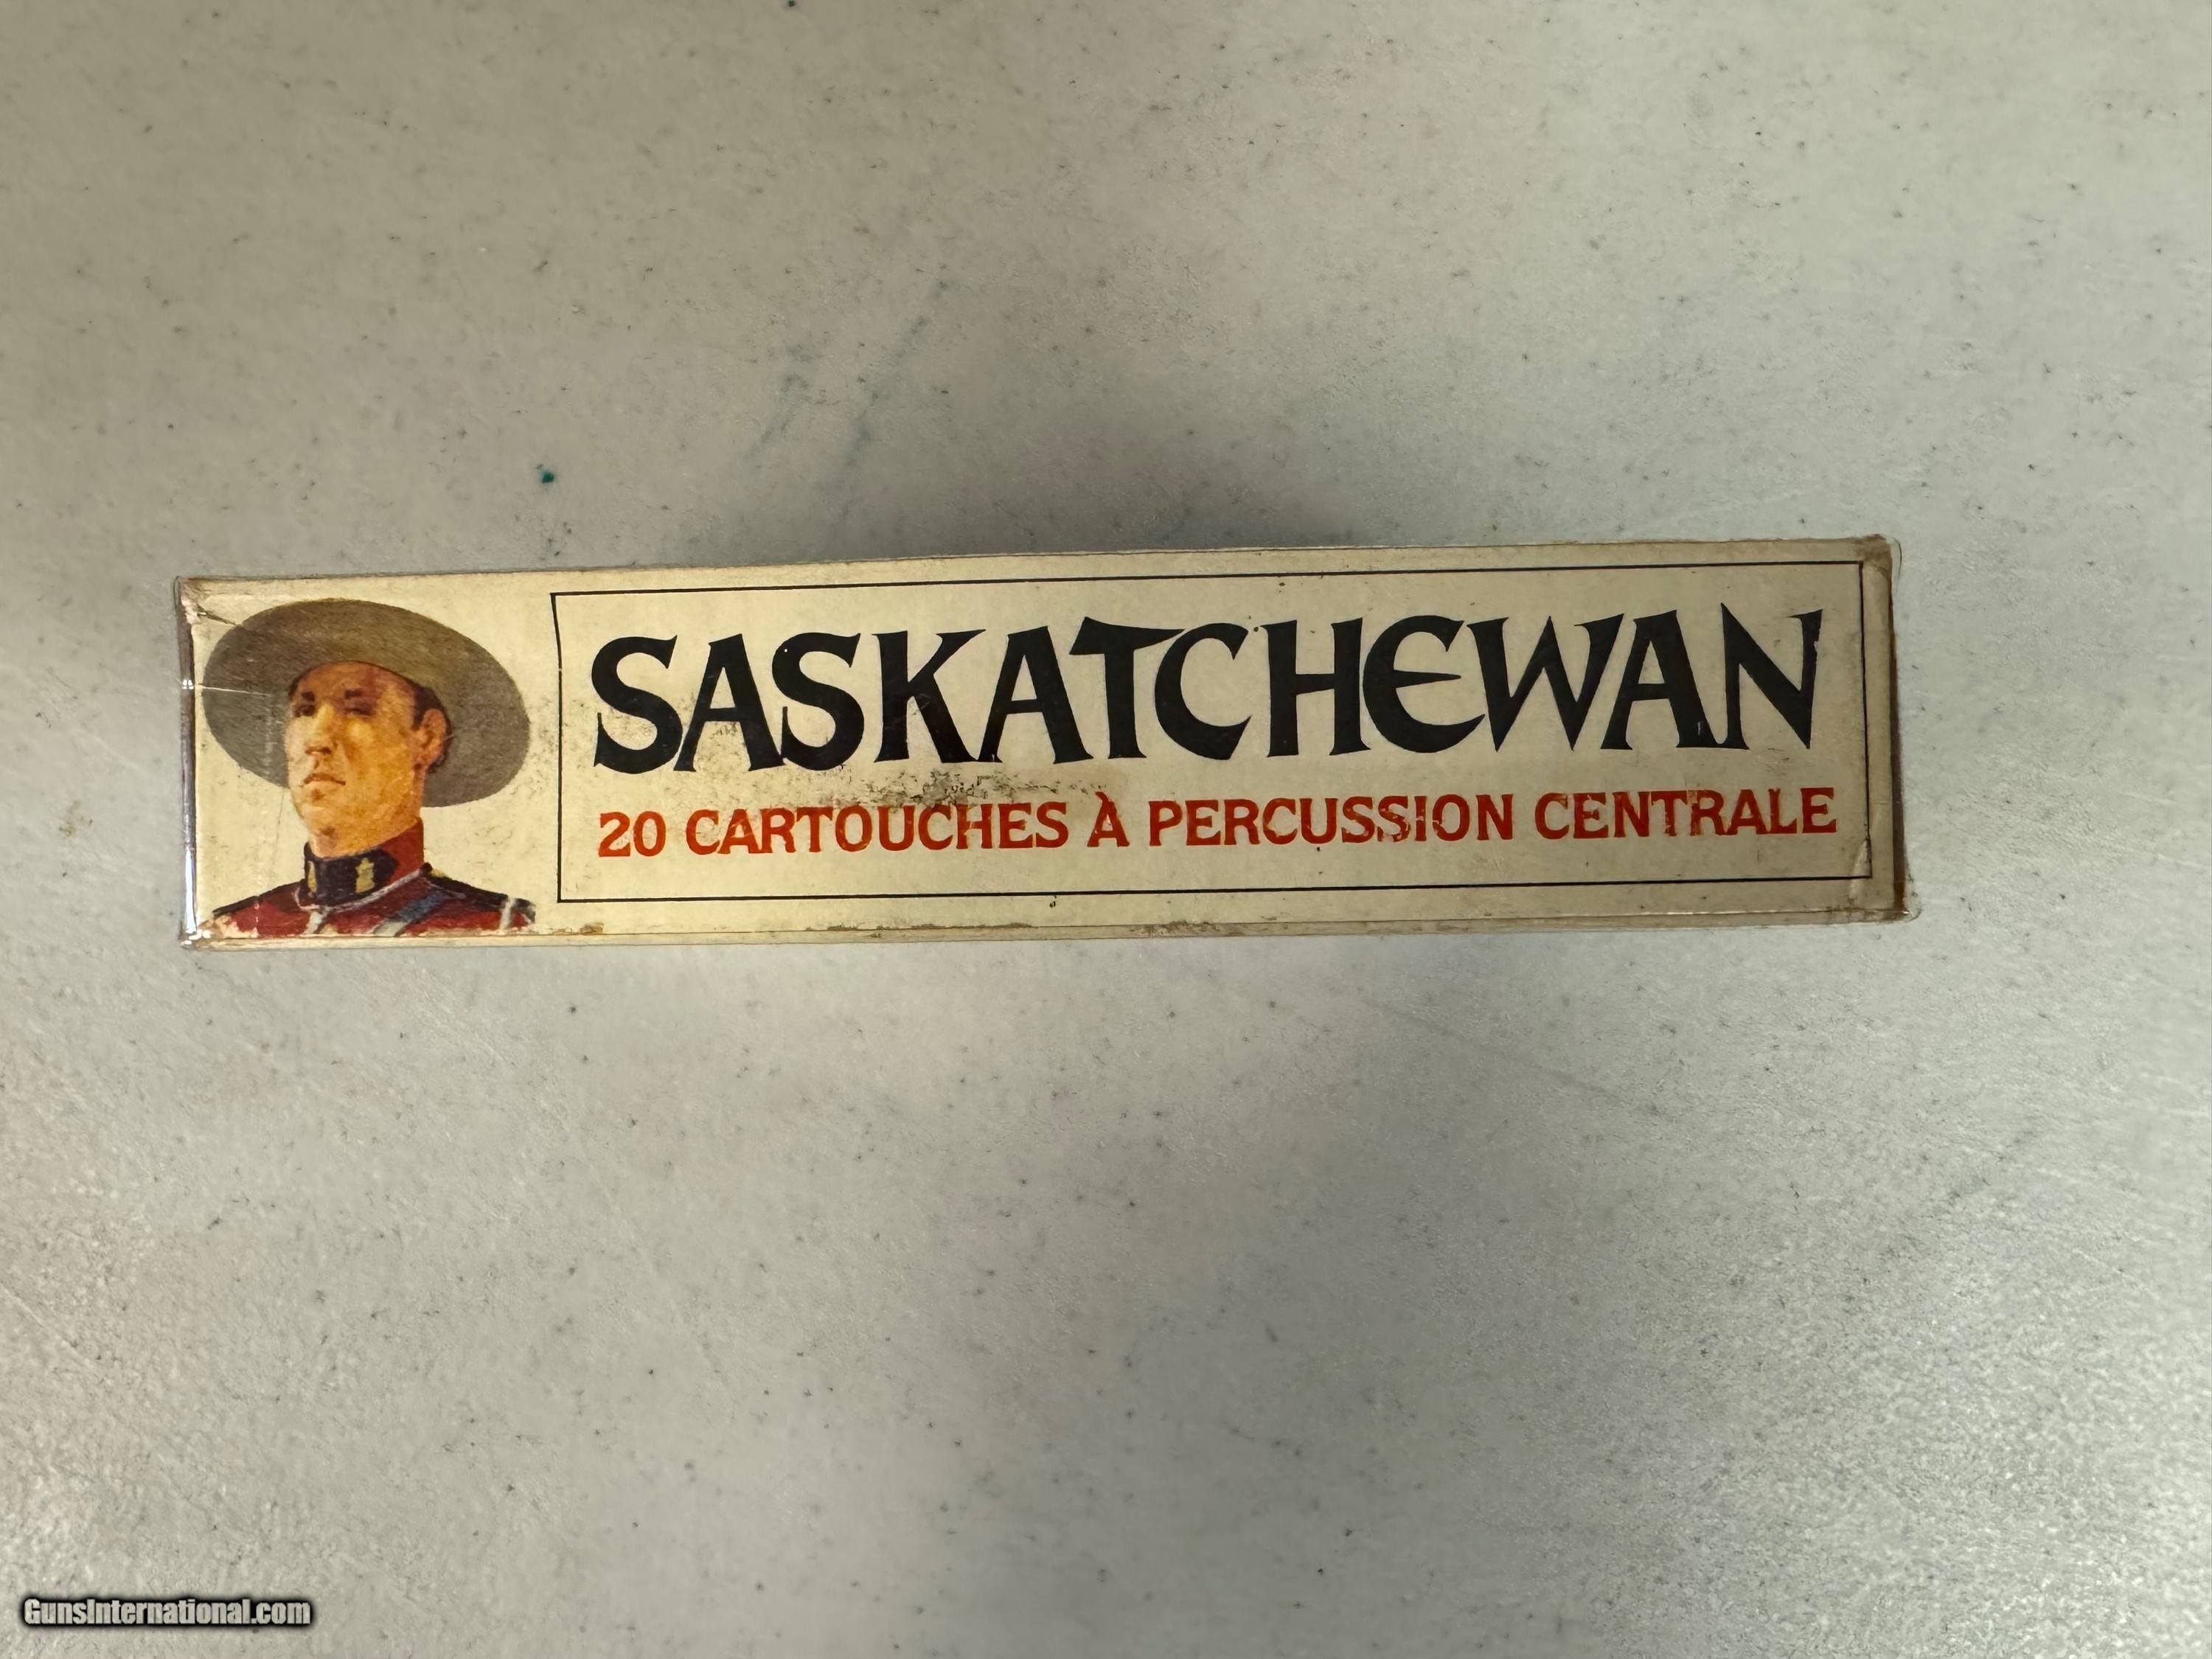 SASKATCHEWAN
20 CARTOUCHES À PERCUSSION CENTRALE
GunsInternational.com